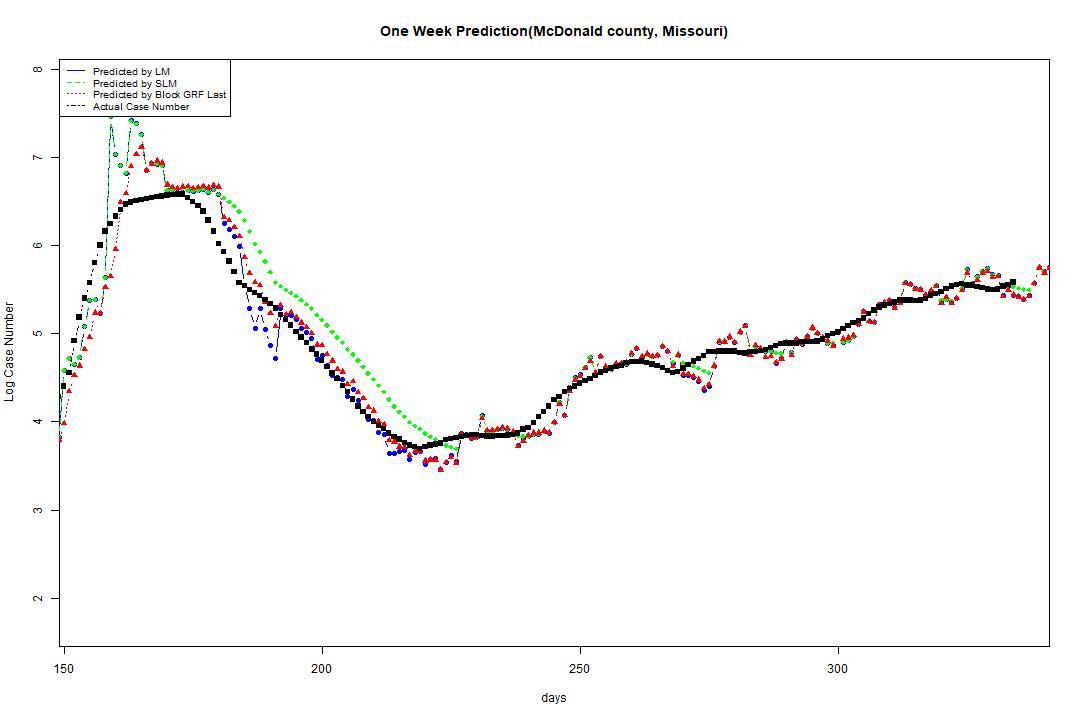 One Week Prediction(McDonald county, Missouri)
Predicted by LM
Predicted by SLM
Predicted by Block GRF Last
Actual Case Number
8
7
6
5
4
3
2
Log Case Number
150 200 250 300
days